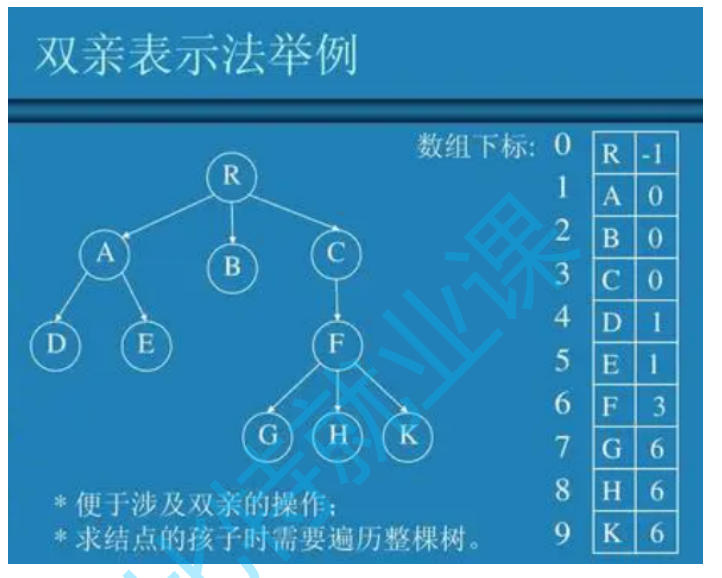 双亲表示法举例
数组下标: 0 R -1
1 A 0
2 B 0
3 C 0
4 D 1
5 E 1
6 F 3
7 G 6
8 H 6
9 K 6
R
A B C
D E F
G H K
* 便于涉及双亲的操作;
* 求结点的孩子时需要遍历整棵树。
特就业课